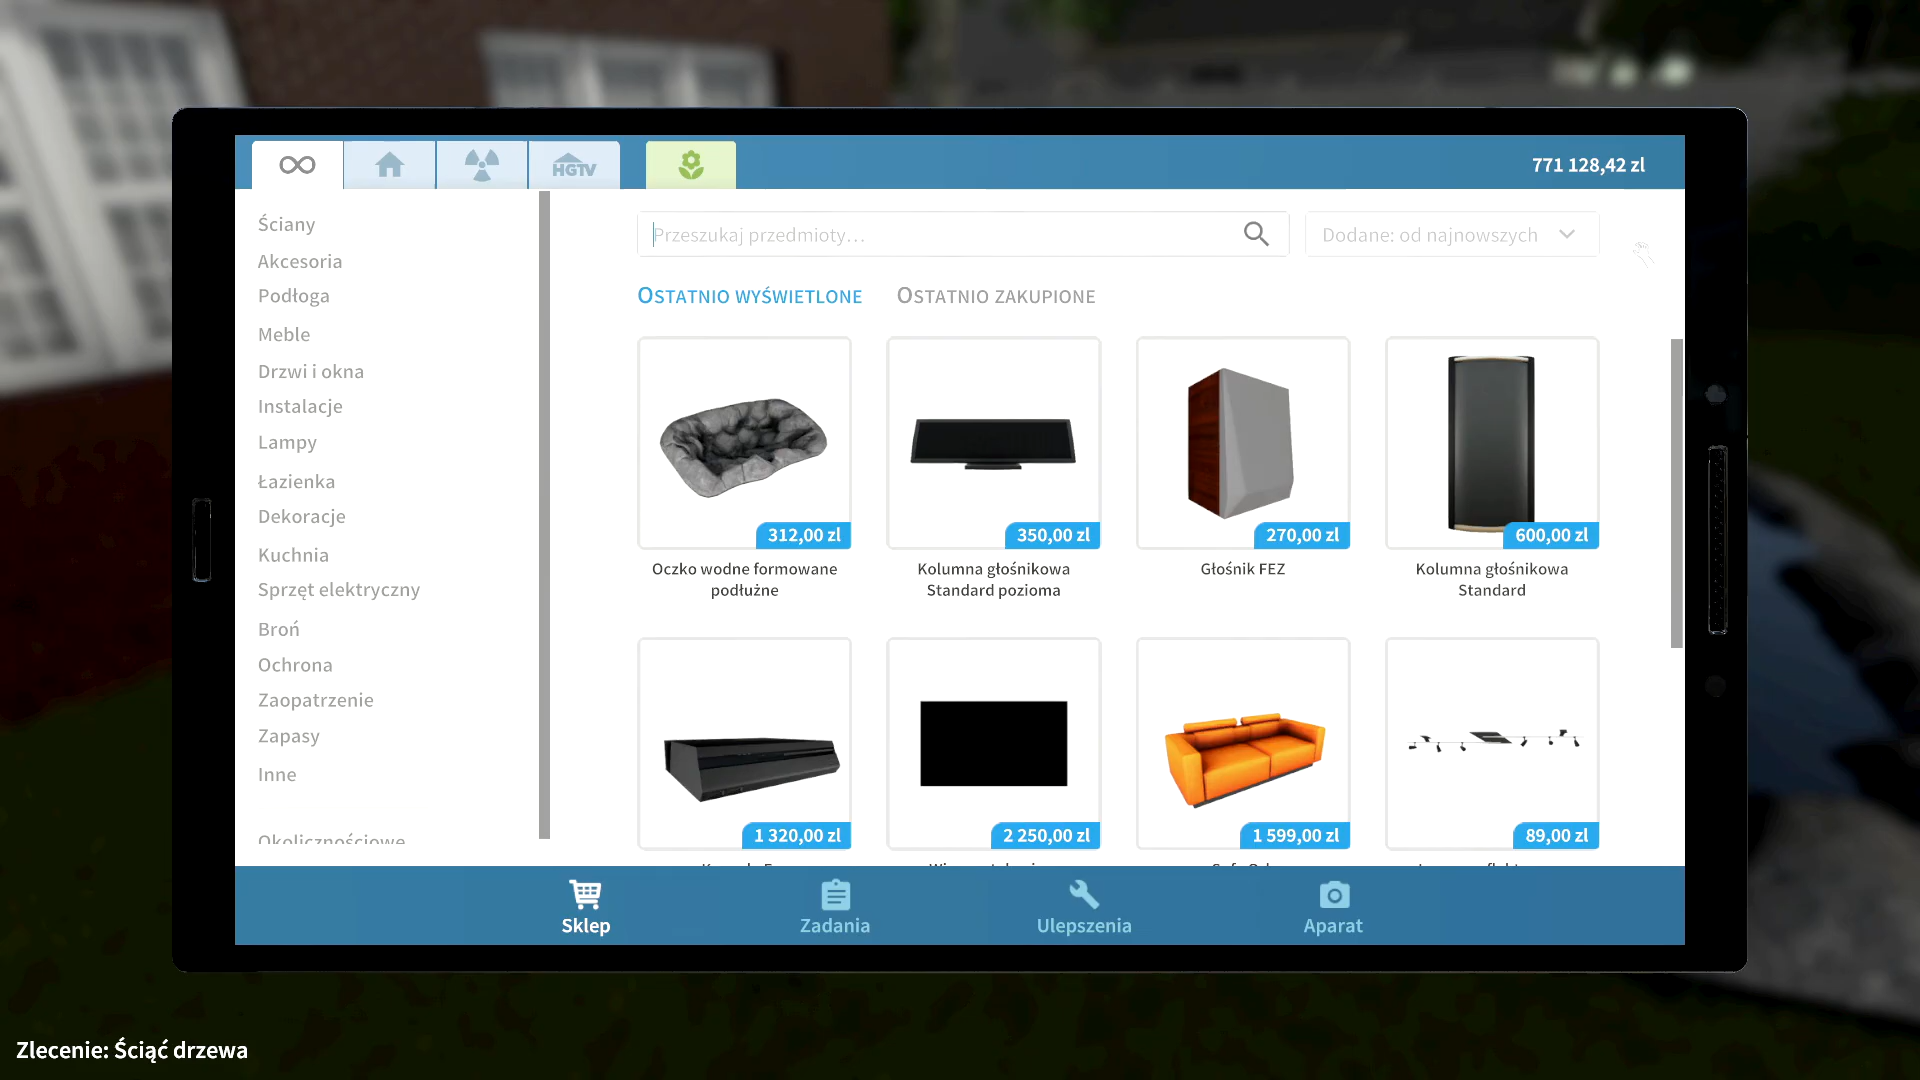 HGTV
771 128,42 zl
Ściany
Akcesoria
Podłoga
Meble
Drzwi i okna
Instalacje
Lampy
Łazienka
Dekoracje
Kuchnia
Sprzęt elektryczny
Broń
Ochrona
Zaopatrzenie
Zapasy
Inne
Okolicznościowe
Przeszukaj przedmioty…
Dodane: od najnowszych
OSTATNIO WYŚWIETLONE
OSTATNIO ZAKUPIONE
312,00 zl
350,00 zl
270,00 zl
600,00 zl
Oczko wodne formowane
podłużne
Kolumna głośnikowa
Standard pozioma
Głośnik FEZ
Kolumna głośnikowa
Standard
1 320,00 zl
2 250,00 zl
1 599,00 zl
89,00 zl
Sklep
Zadania
Ulepszenia
Aparat
Zlecenie: Ściąć drzewa